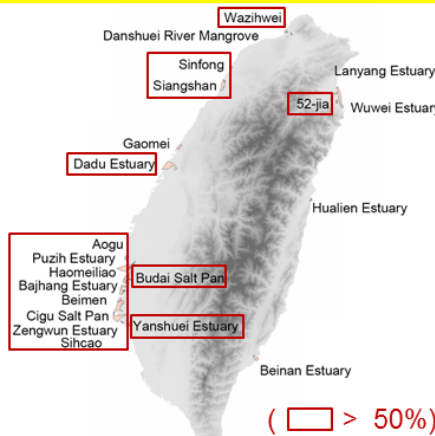 Wazihwei
Danshuei River Mangrove
Sinfong
Siangshan
Lanyang Estuary
52-jia
Wuwei Estuary
Gaomei
Dadu Estuary
Hualien Estuary
Aogu
Puzih Estuary
Haomeiliao
Budai Salt Pan
Bajhang Estuary
Beimen
Cigu Salt Pan
Yanshuei Estuary
Zengwun Estuary
Sihcao
Beinan Estuary
( > 50%)